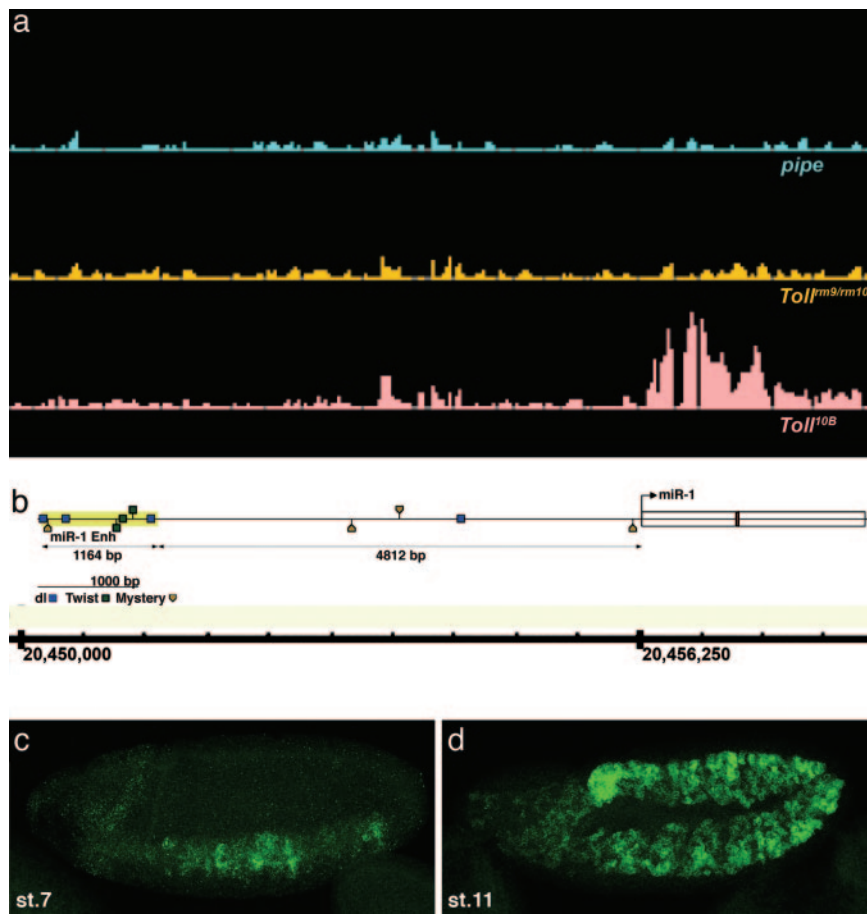 a
pipe
Toll^rm9/rm10
Toll^10B
b
miR-1
miR-1 Enh
1164 bp
4812 bp
1000 bp
dl Twist Mystery
20,450,000
20,456,250
c
d
st.7
st.11